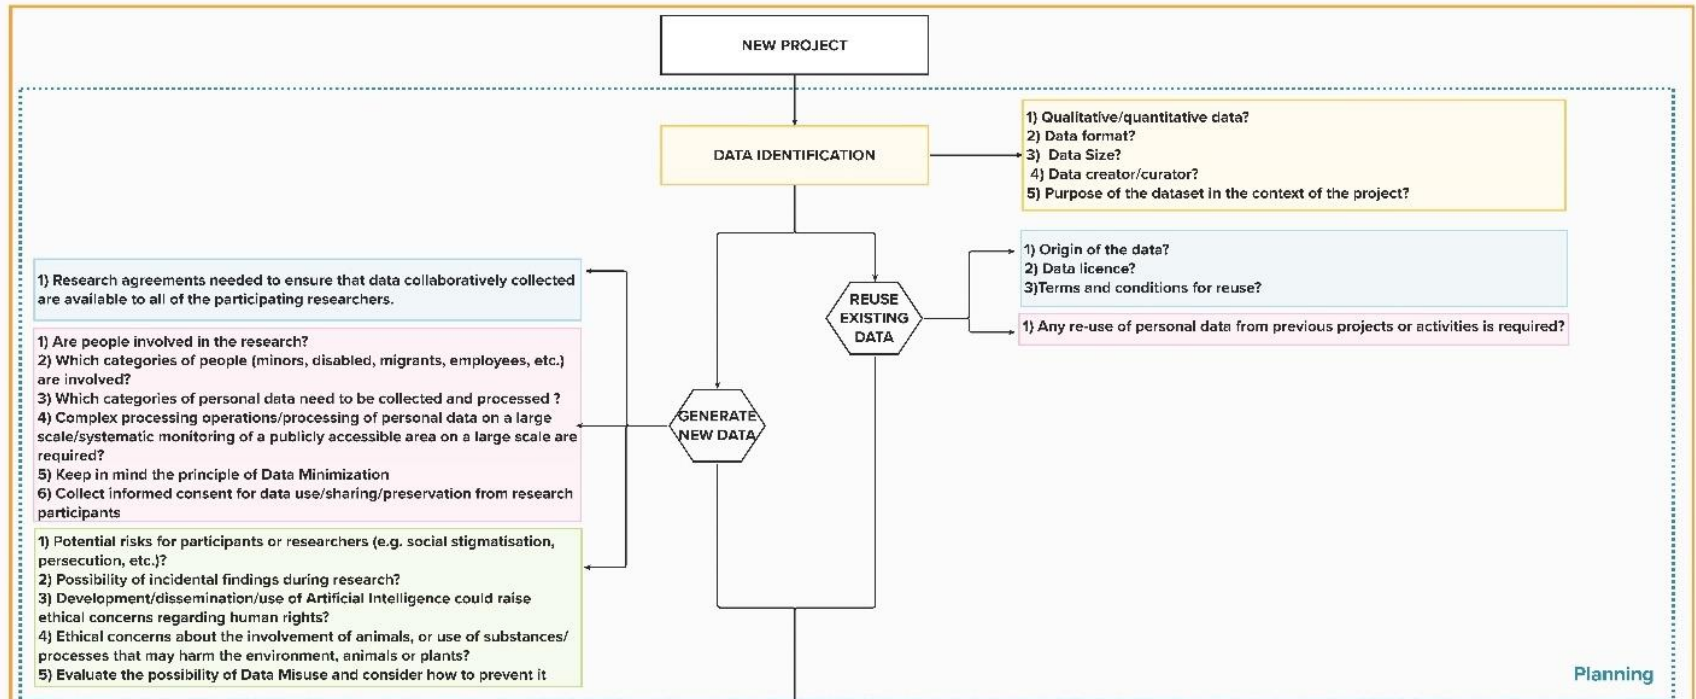 NEW PROJECT
DATA IDENTIFICATION
1) Qualitative/quantitative data?
2) Data format?
3) Data Size?
4) Data creator/curator?
5) Purpose of the dataset in the context of the project?
1) Origin of the data?
2) Data licence?
3)Terms and conditions for reuse?
REUSE
EXISTING
DATA
1) Any re-use of personal data from previous projects or activities is required?
1) Research agreements needed to ensure that data collaboratively collected
are available to all of the participating researchers.
1) Are people involved in the research?
2) Which categories of people (minors, disabled, migrants, employees, etc.)
are involved?
3) Which categories of personal data need to be collected and processed ?
4) Complex processing operations/processing of personal data on a large
scale/systematic monitoring of a publicly accessible area on a large scale are
required?
5) Keep in mind the principle of Data Minimization
6) Collect informed consent for data use/sharing/preservation from research
participants
GENERATE
NEW DATA
1) Potential risks for participants or researchers (e.g. social stigmatisation,
persecution, etc.)?
2) Possibility of incidental findings during research?
3) Development/dissemination/use of Artificial Intelligence could raise
ethical concerns regarding human rights?
4) Ethical concerns about the involvement of animals, or use of substances/
processes that may harm the environment, animals or plants?
5) Evaluate the possibility of Data Misuse and consider how to prevent it
Planning